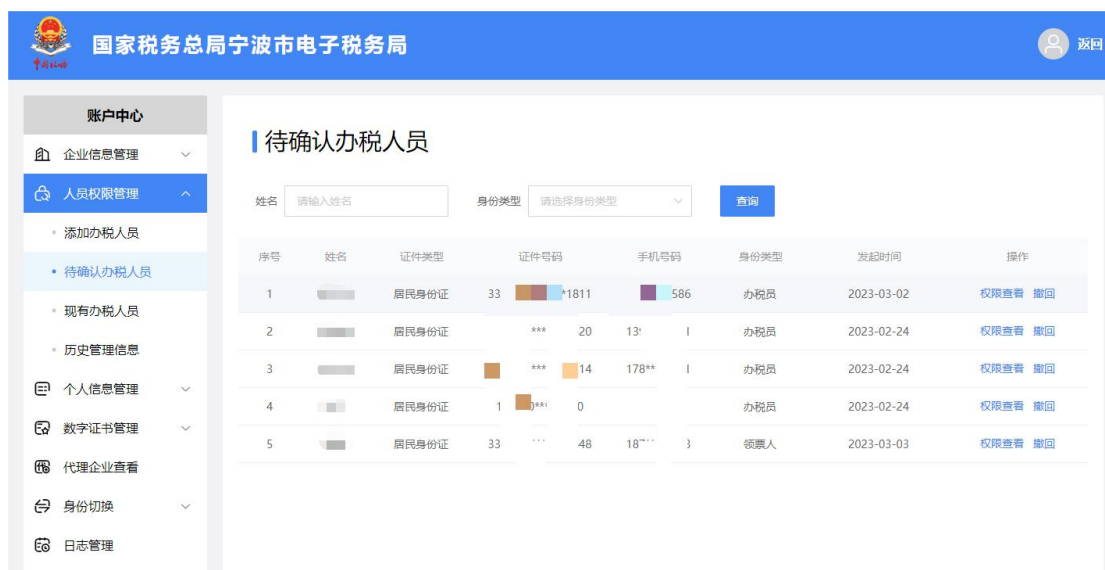 国家税务总局宁波市电子税务局
返回
账户中心
企业信息管理
人员权限管理
添加办税人员
待确认办税人员
现有办税人员
历史管理信息
个人信息管理
数字证书管理
代理企业查看
身份切换
日志管理
待确认办税人员
姓名 请输入姓名 身份类型 请选择身份类型 查询
序号 姓名 证件类型 证件号码 手机号码 身份类型 发起时间 操作
1 居民身份证 33 *1811 586 办税员 2023-03-02 权限查看 撤回
2 居民身份证 *** 20 13 办税员 2023-02-24 权限查看 撤回
3 居民身份证 *** 14 178** 办税员 2023-02-24 权限查看 撤回
4 居民身份证 1 0 办税员 2023-02-24 权限查看 撤回
5 居民身份证 33 48 18 领票人 2023-03-03 权限查看 撤回